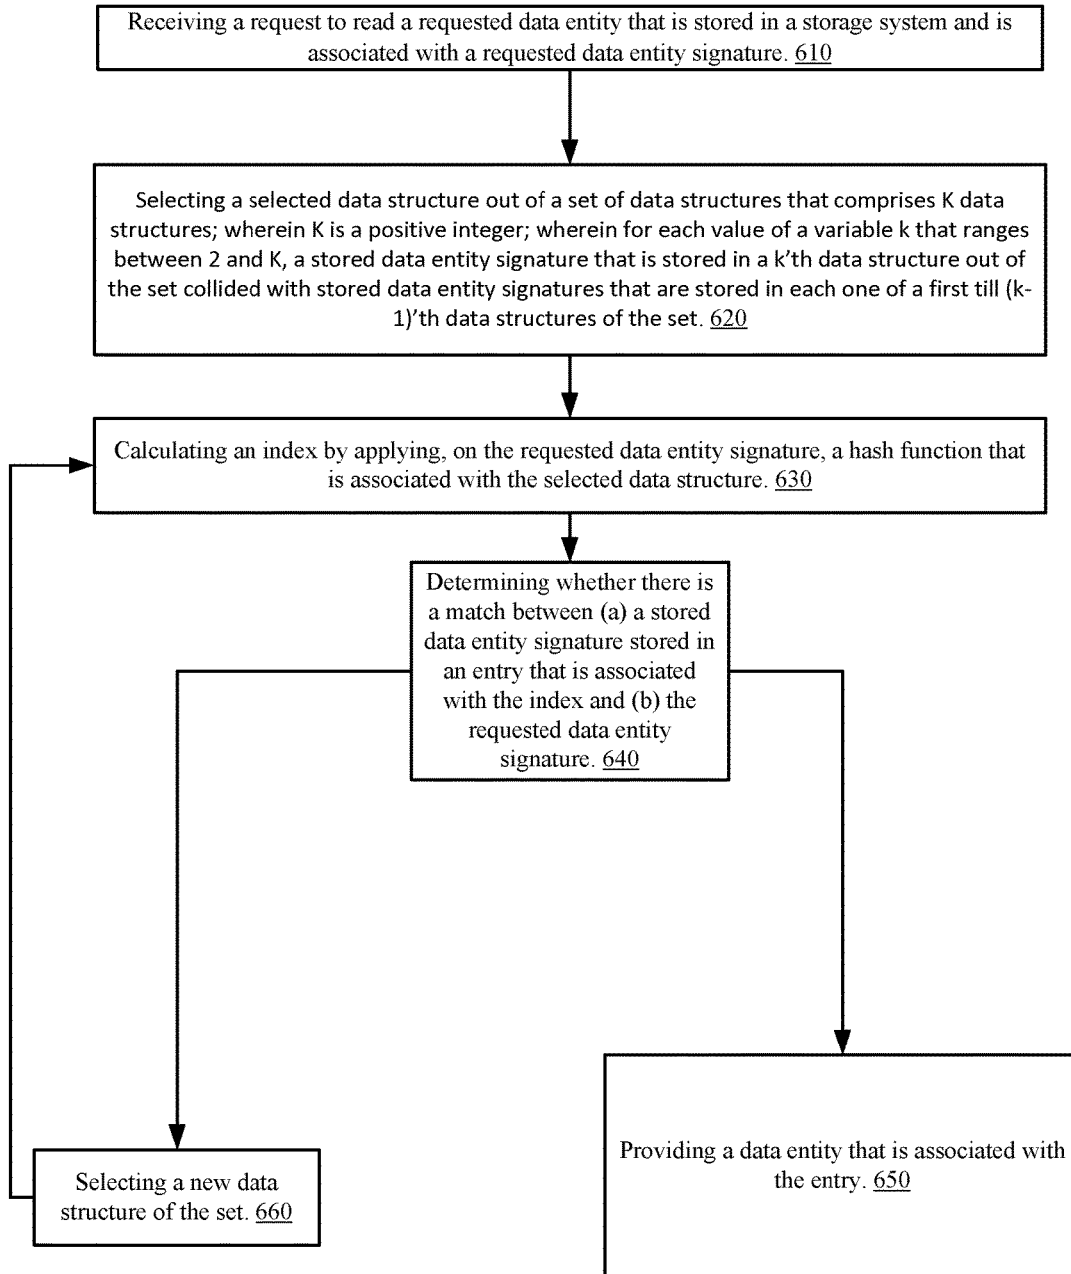 Receiving a request to read a requested data entity that is stored in a storage system and is
associated with a requested data entity signature. 610
Selecting a selected data structure out of a set of data structures that comprises K data
structures; wherein K is a positive integer; wherein for each value of a variable k that ranges
between 2 and K, a stored data entity signature that is stored in a k'th data structure out of
the set collided with stored data entity signatures that are stored in each one of a first till (k-
1)'th data structures of the set. 620
Calculating an index by applying, on the requested data entity signature, a hash function that
is associated with the selected data structure. 630
Determining whether there is
a match between (a) a stored
data entity signature stored in
an entry that is associated
with the index and (b) the
requested data entity
signature. 640
Providing a data entity that is associated with
the entry. 650
Selecting a new data
structure of the set. 660